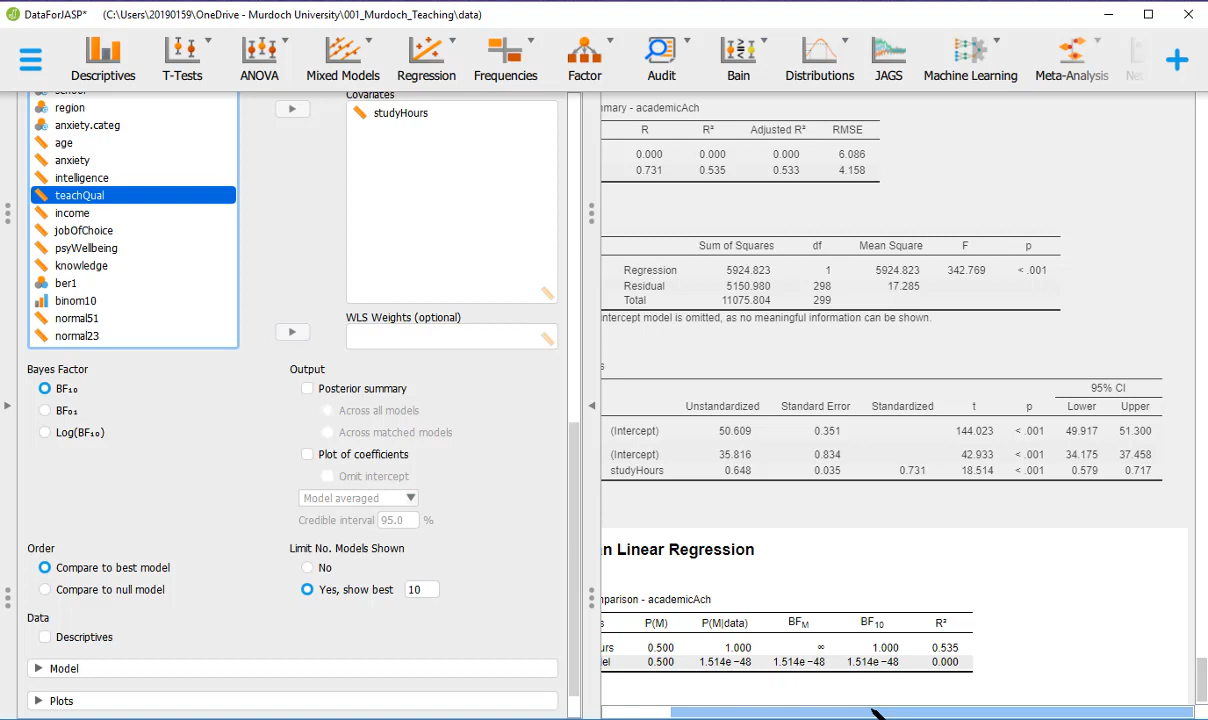 DataForJASP* (C:\Users\20190159\OneDrive - Murdoch University\001_Murdoch_Teaching\data)
Descriptives T-Tests ANOVA Mixed Models Regression Frequencies Factor Audit Bain Distributions JAGS Machine Learning Meta-Analysis
region
anxiety.categ
age
anxiety
intelligence
teachQual
income
jobOfChoice
psyWellbeing
knowledge
ber1
binom10
normal51
normal23
Covariates
studyHours
WLS Weights (optional)
Bayes Factor
BF₁₀
BF₀₁
Log(BF₁₀)
Output
Posterior summary
Across all models
Across matched models
Plot of coefficients
Omit intercept
Model averaged
Credible interval 95.0 %
Order
Compare to best model
Compare to null model
Limit No. Models Shown
No
Yes, show best 10
Data
Descriptives
Model
Plots
mary - academicAch
R R² Adjusted R² RMSE
0.000 0.000 0.000 6.086
0.731 0.535 0.533 4.158
Sum of Squares df Mean Square F p
Regression 5924.823 1 5924.823 342.769 < .001
Residual 5150.980 298 17.285
Total 11075.804 299
ntercept model is omitted, as no meaningful information can be shown.
s
95% CI
Unstandardized Standard Error Standardized t p Lower Upper
(Intercept) 50.609 0.351 144.023 < .001 49.917 51.300
(Intercept) 35.816 0.834 42.933 < .001 34.175 37.458
studyHours 0.648 0.035 0.731 18.514 < .001 0.579 0.717
n Linear Regression
parison - academicAch
s P(M) P(M|data) BFM BF10 R²
urs 0.500 1.000 ∞ 1.000 0.535
el 0.500 1.514e −48 1.514e −48 1.514e −48 0.000